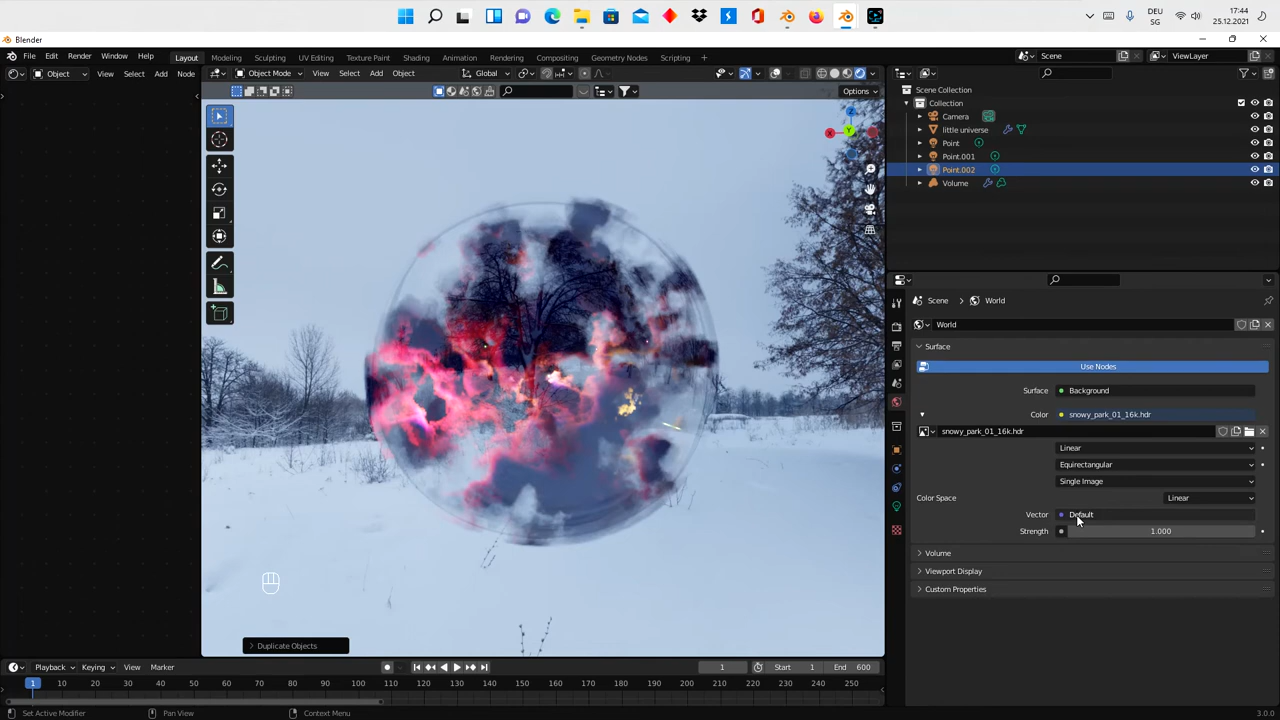 17:44
DEU
SG
25.12.2021
Blender
File Edit Render Window Help
Layout Modeling Sculpting UV Editing Texture Paint Shading Animation Rendering Compositing Geometry Nodes Scripting +
Scene
ViewLayer
Object View Select Add Node
Object Mode View Select Add Object Global
Options
Scene Collection
Collection
Camera
little universe
Point
Point.001
Point.002
Volume
X
Y
Z
Scene > World
World
Surface
Use Nodes
Surface Background
Color snowy_park_01_16k.hdr
snowy_park_01_16k.hdr
Linear
Equirectangular
Single Image
Color Space Linear
Vector Default
Strength 1.000
Volume
Viewport Display
Custom Properties
Duplicate Objects
Playback Keying View Marker
1 Start 1 End 600
1 10 20 30 40 50 60 70 80 90 100 110 120 130 140 150 160 170 180 190 200 210 220 230 240 250
Set Active Modifier Pan View Context Menu
3.0.0